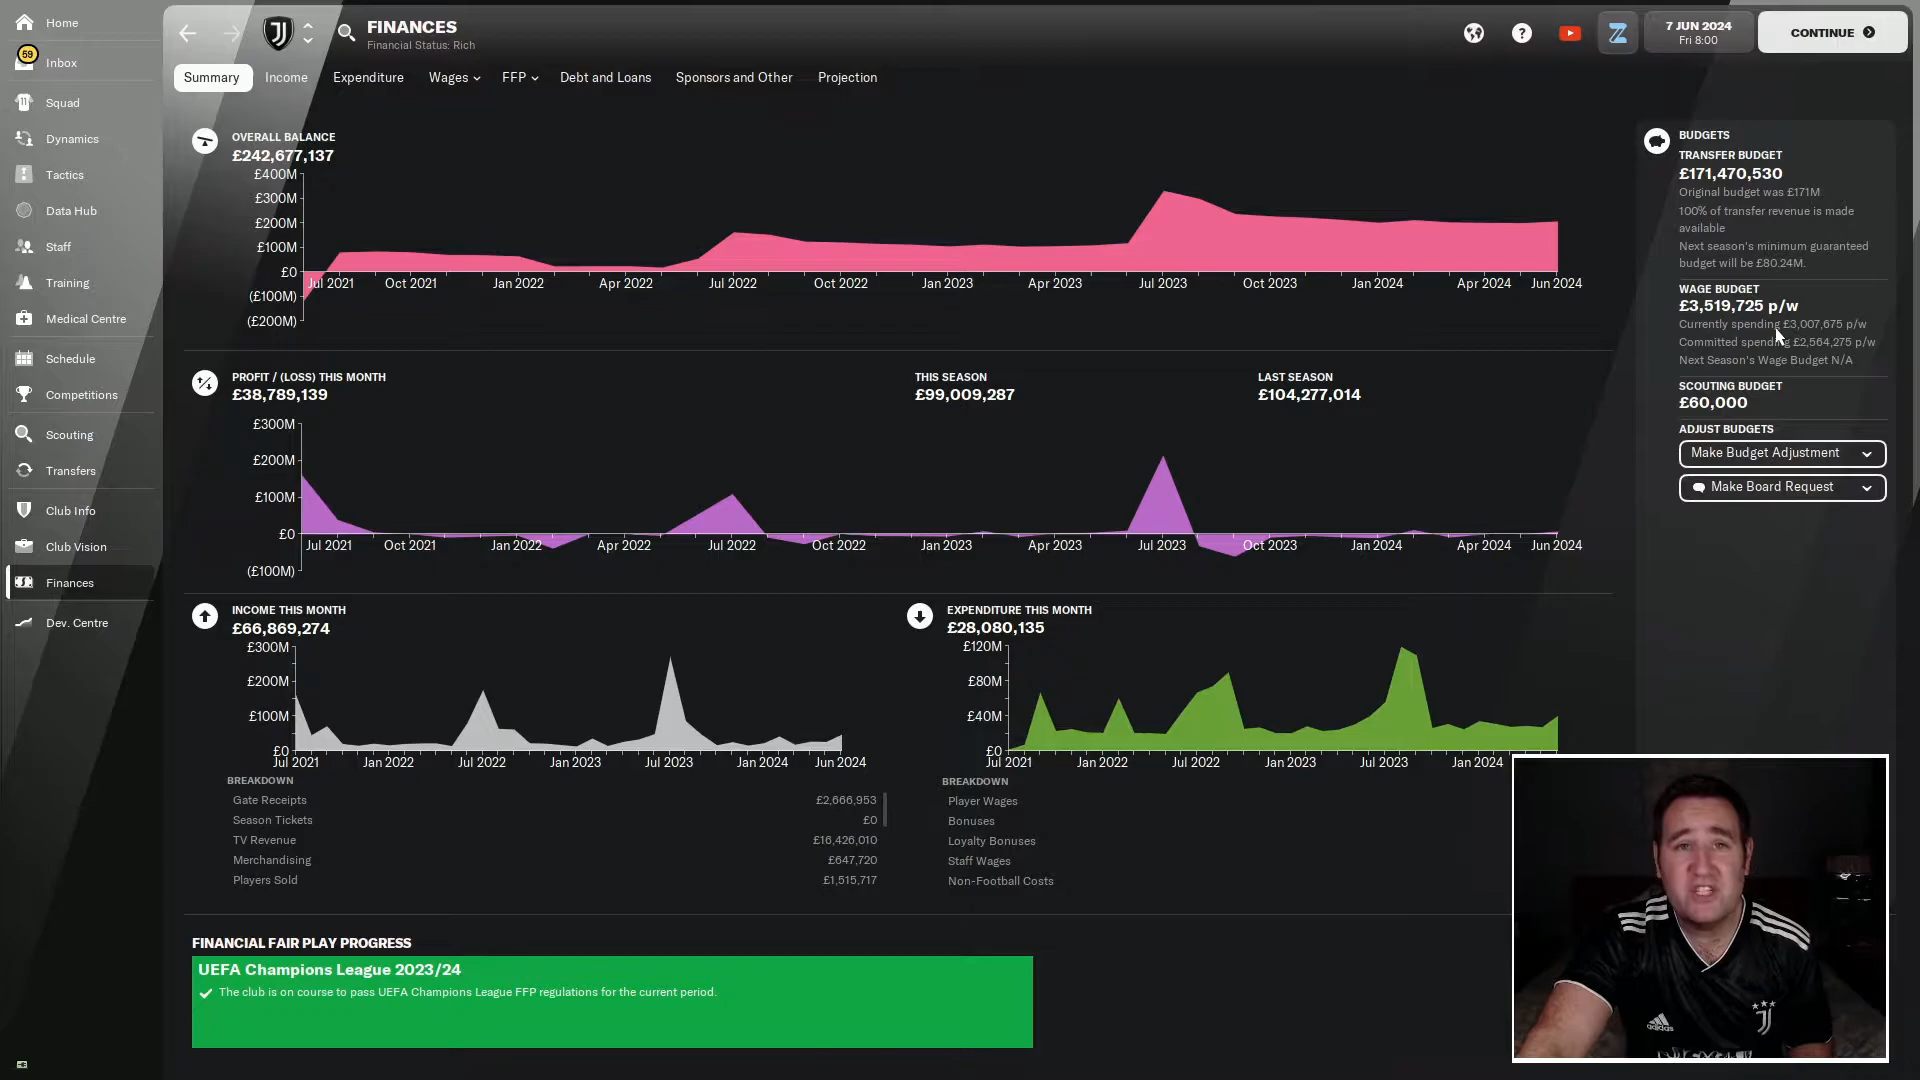 Home
59
Inbox
Squad
Dynamics
Tactics
Data Hub
Staff
Training
Medical Centre
Schedule
Competitions
Scouting
Transfers
Club Info
Club Vision
Finances
Dev. Centre
FINANCES
Financial Status: Rich
7 JUN 2024
Fri 8:00
CONTINUE
Summary Income Expenditure Wages FFP Debt and Loans Sponsors and Other Projection
OVERALL BALANCE
£242,677,137
£400M
£300M
£200M
£100M
£0
(£100M)
(£200M)
Jul 2021 Oct 2021 Jan 2022 Apr 2022 Jul 2022 Oct 2022 Jan 2023 Apr 2023 Jul 2023 Oct 2023 Jan 2024 Apr 2024 Jun 2024
PROFIT / (LOSS) THIS MONTH
£38,789,139
THIS SEASON
£99,009,287
LAST SEASON
£104,277,014
£300M
£200M
£100M
£0
(£100M)
Jul 2021 Oct 2021 Jan 2022 Apr 2022 Jul 2022 Oct 2022 Jan 2023 Apr 2023 Jul 2023 Oct 2023 Jan 2024 Apr 2024 Jun 2024
INCOME THIS MONTH
£66,869,274
£300M
£200M
£100M
£0
Jul 2021 Jan 2022 Jul 2022 Jan 2023 Jul 2023 Jan 2024 Jun 2024
BREAKDOWN
Gate Receipts £2,666,953
Season Tickets £0
TV Revenue £16,426,010
Merchandising £647,720
Players Sold £1,515,717
EXPENDITURE THIS MONTH
£28,080,135
£120M
£80M
£40M
£0
Jul 2021 Jan 2022 Jul 2022 Jan 2023 Jul 2023 Jan 2024
BREAKDOWN
Player Wages
Bonuses
Loyalty Bonuses
Staff Wages
Non-Football Costs
FINANCIAL FAIR PLAY PROGRESS
UEFA Champions League 2023/24
The club is on course to pass UEFA Champions League FFP regulations for the current period.
BUDGETS
TRANSFER BUDGET
£171,470,530
Original budget was £171M
100% of transfer revenue is made
available
Next season's minimum guaranteed
budget will be £80.24M.
WAGE BUDGET
£3,519,725 p/w
Currently spending £3,007,675 p/w
Committed spending £2,564,275 p/w
Next Season's Wage Budget N/A
SCOUTING BUDGET
£60,000
ADJUST BUDGETS
Make Budget Adjustment
Make Board Request
adidas